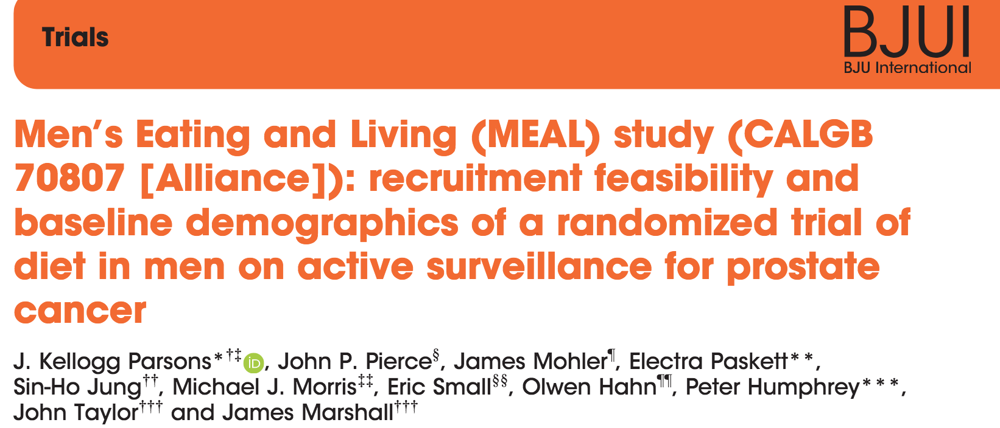 Trials
BJUI
BJU International
Men's Eating and Living (MEAL) study (CALGB
70807 [Alliance]): recruitment feasibility and
baseline demographics of a randomized trial of
diet in men on active surveillance for prostate
cancer
J. Kellogg Parsons*†‡ iD, John P. Pierce§, James Mohler¶, Electra Paskett**,
Sin-Ho Jung††, Michael J. Morris‡‡, Eric Small§§, Olwen Hahn¶¶, Peter Humphrey***,
John Taylor††† and James Marshall†††